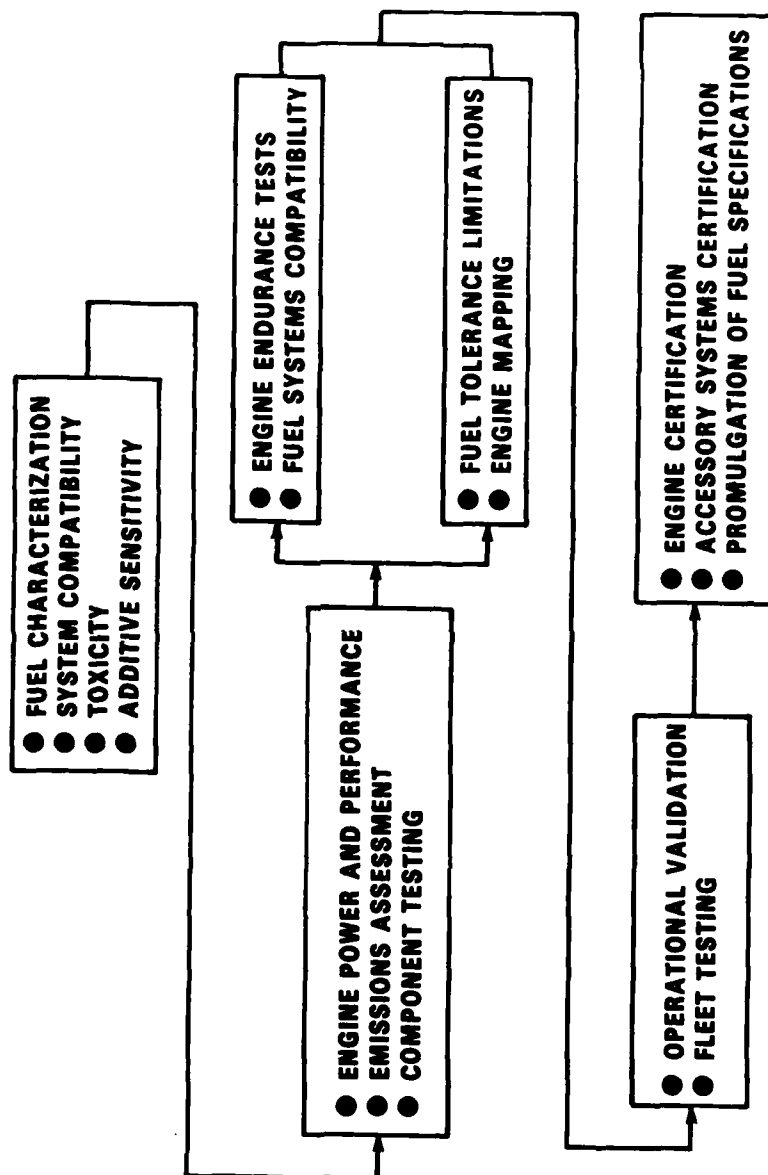 ● FUEL CHARACTERIZATION
● SYSTEM COMPATIBILITY
● TOXICITY
● ADDITIVE SENSITIVITY
● ENGINE POWER AND PERFORMANCE
● EMISSIONS ASSESSMENT
● COMPONENT TESTING
● ENGINE ENDURANCE TESTS
● FUEL SYSTEMS COMPATIBILITY
● FUEL TOLERANCE LIMITATIONS
● ENGINE MAPPING
● OPERATIONAL VALIDATION
● FLEET TESTING
● ENGINE CERTIFICATION
● ACCESSORY SYSTEMS CERTIFICATION
● PROMULGATION OF FUEL SPECIFICATIONS